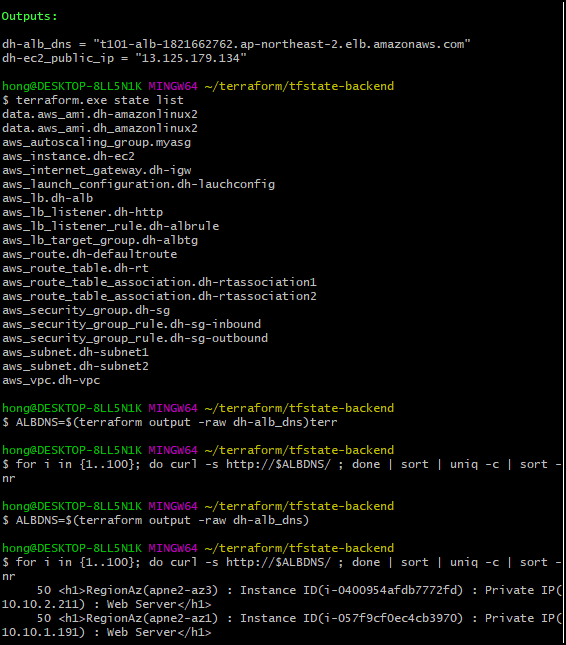 Outputs:
dh-alb_dns = "t101-alb-1821662762.ap-northeast-2.elb.amazonaws.com"
dh-ec2_public_ip = "13.125.179.134"
hong@DESKTOP-8LL5N1K MINGW64 ~/terraform/tfstate-backend
$ terraform.exe state list
data.aws_ami.dh-amazonlinux2
data.aws_ami.dh_amazonlinux2
aws_autoscaling_group.myasg
aws_instance.dh-ec2
aws_internet_gateway.dh-igw
aws_launch_configuration.dh-lauchconfig
aws_lb.dh-alb
aws_lb_listener.dh-http
aws_lb_listener_rule.dh-albrule
aws_lb_target_group.dh-albtg
aws_route.dh-defaultroute
aws_route_table.dh-rt
aws_route_table_association.dh-rtassociation1
aws_route_table_association.dh-rtassociation2
aws_security_group.dh-sg
aws_security_group_rule.dh-sg-inbound
aws_security_group_rule.dh-sg-outbound
aws_subnet.dh-subnet1
aws_subnet.dh-subnet2
aws_vpc.dh-vpc
hong@DESKTOP-8LL5N1K MINGW64 ~/terraform/tfstate-backend
$ ALBDNS=$(terraform output -raw dh-alb_dns)terr
hong@DESKTOP-8LL5N1K MINGW64 ~/terraform/tfstate-backend
$ for i in {1..100}; do curl -s http://$ALBDNS/ ; done | sort | uniq -c | sort -
nr
hong@DESKTOP-8LL5N1K MINGW64 ~/terraform/tfstate-backend
$ ALBDNS=$(terraform output -raw dh-alb_dns)
hong@DESKTOP-8LL5N1K MINGW64 ~/terraform/tfstate-backend
$ for i in {1..100}; do curl -s http://$ALBDNS/ ; done | sort | uniq -c | sort -
nr
50 <h1>RegionAz(apne2-az3) : Instance ID(i-0400954afdb7772fd) : Private IP(
10.10.2.211) : Web Server</h1>
50 <h1>RegionAz(apne2-az1) : Instance ID(i-057f9cf0ec4cb3970) : Private IP(
10.10.1.191) : Web Server</h1>